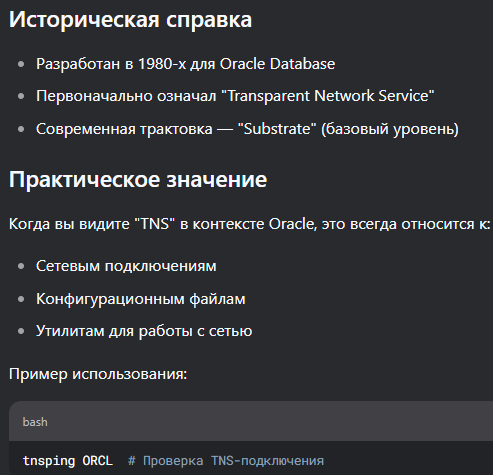 Историческая справка
Разработан в 1980-х для Oracle Database
Первоначально означал "Transparent Network Service"
Современная трактовка — "Substrate" (базовый уровень)
Практическое значение
Когда вы видите "TNS" в контексте Oracle, это всегда относится к:
Сетевым подключениям
Конфигурационным файлам
Утилитам для работы с сетью
Пример использования:
bash
tnsping ORCL  # Проверка TNS-подключения